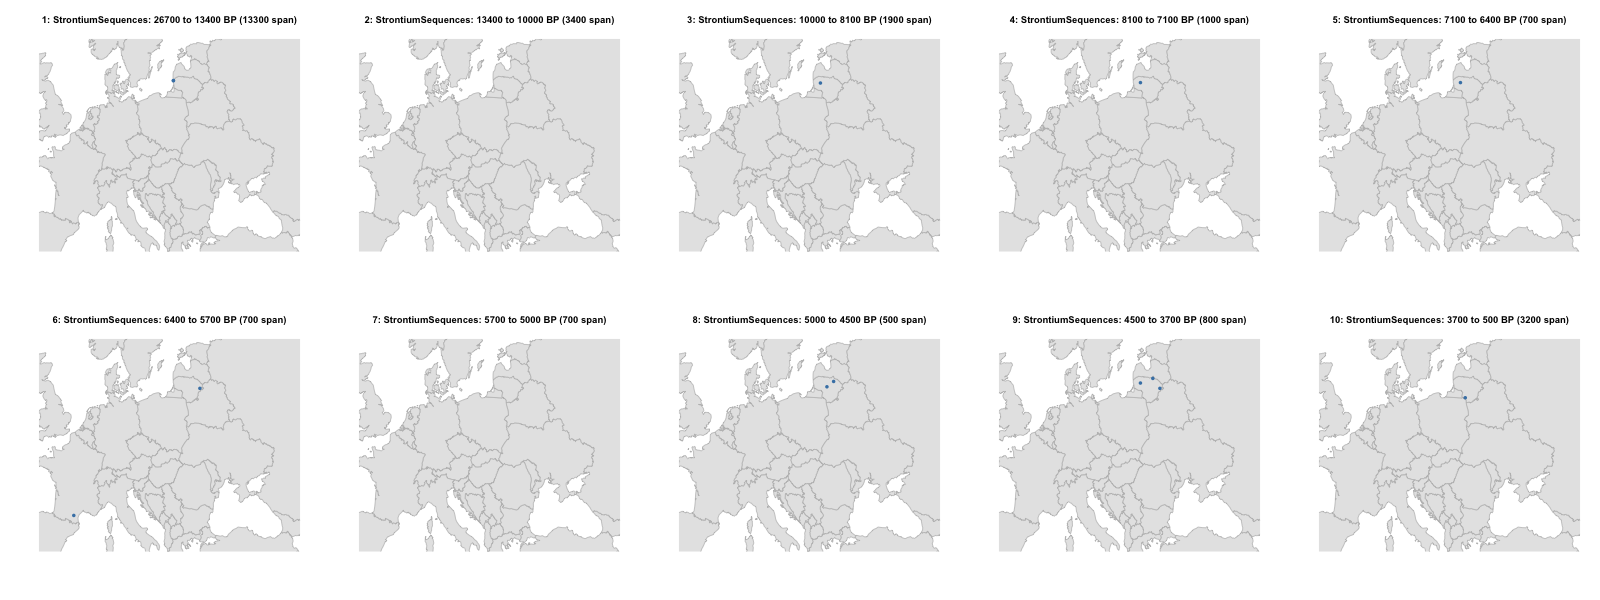 1: StrontiumSequences: 26700 to 13400 BP (13300 span)
2: StrontiumSequences: 13400 to 10000 BP (3400 span)
3: StrontiumSequences: 10000 to 8100 BP (1900 span)
4: StrontiumSequences: 8100 to 7100 BP (1000 span)
5: StrontiumSequences: 7100 to 6400 BP (700 span)
6: StrontiumSequences: 6400 to 5700 BP (700 span)
7: StrontiumSequences: 5700 to 5000 BP (700 span)
8: StrontiumSequences: 5000 to 4500 BP (500 span)
9: StrontiumSequences: 4500 to 3700 BP (800 span)
10: StrontiumSequences: 3700 to 500 BP (3200 span)